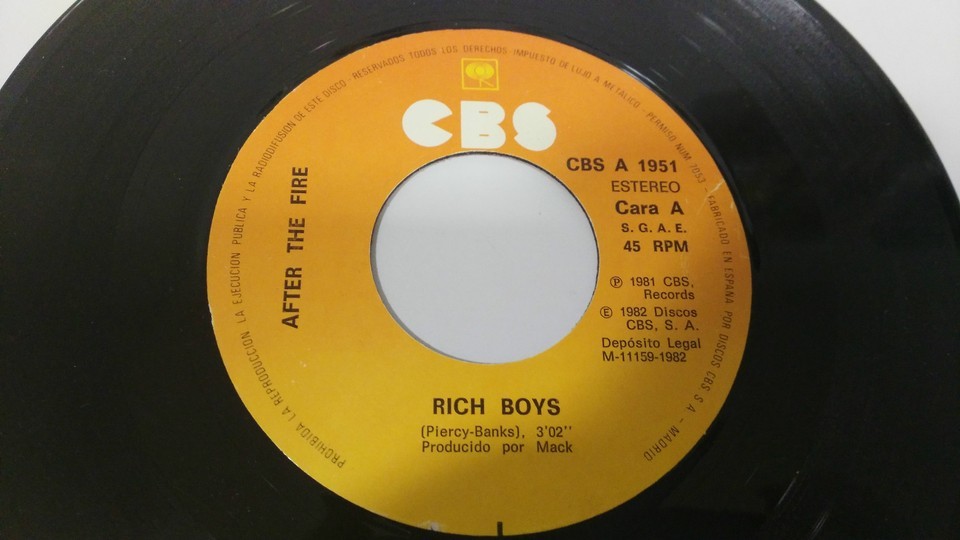 PROHIBIDA LA REPRODUCCION LA EJECUCION PUBLICA Y LA RADIODIFUSION DE ESTE DISCO · RESERVADOS TODOS LOS DERECHOS · IMPUESTO DE LUJO A METALICO · PERMISO NUM 7053 · FABRICADO EN ESPAÑA POR DISCOS CBS S A — MADRID
CBS
AFTER THE FIRE
CBS A 1951
ESTEREO
Cara A
S. G. A. E.
45 RPM
Ⓟ 1981 CBS,
Records
Ⓔ 1982 Discos
CBS, S. A.
Depósito Legal
M-11159-1982
RICH BOYS
(Piercy-Banks), 3'02''
Producido por Mack